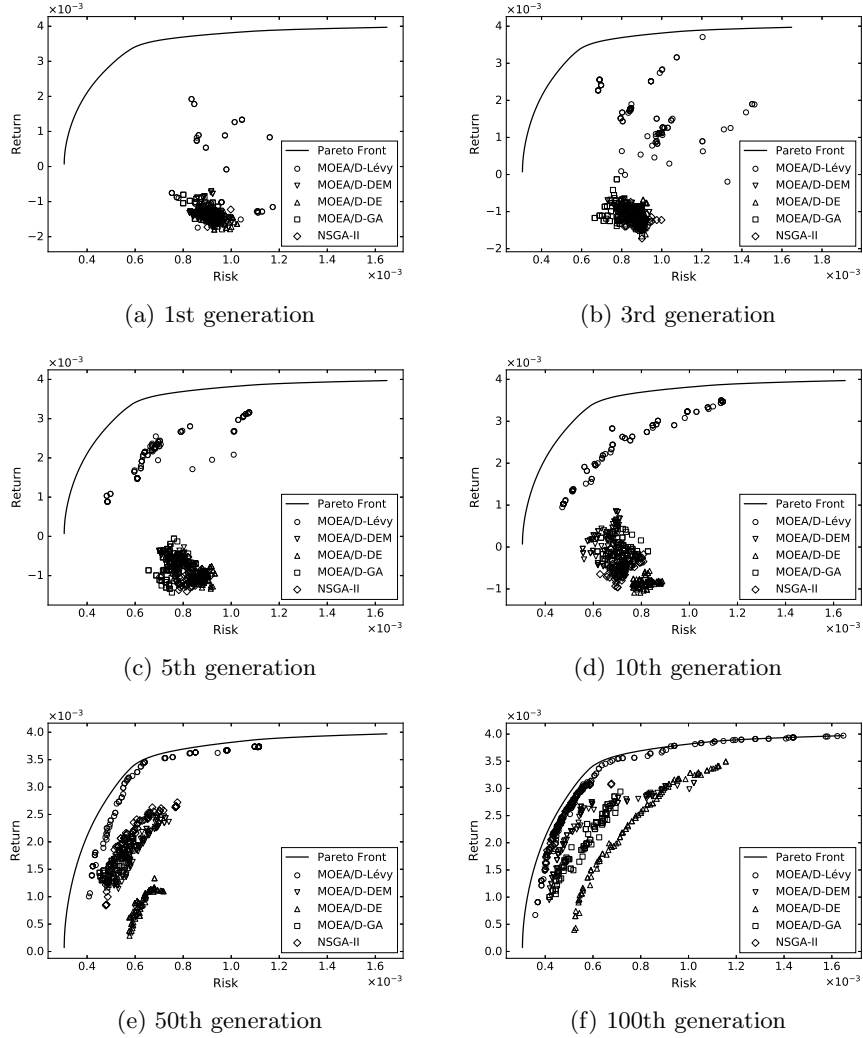 ×10⁻³
4
3
2
1
0
−1
−2
Return
0.4 0.6 0.8 1.0 1.2 1.4 1.6
Risk
×10⁻³
Pareto Front
MOEA/D-Lévy
MOEA/D-DEM
MOEA/D-DE
MOEA/D-GA
NSGA-II
(a) 1st generation
×10⁻³
4
3
2
1
0
−1
−2
Return
0.4 0.6 0.8 1.0 1.2 1.4 1.6 1.8
Risk
×10⁻³
Pareto Front
MOEA/D-Lévy
MOEA/D-DEM
MOEA/D-DE
MOEA/D-GA
NSGA-II
(b) 3rd generation
×10⁻³
4
3
2
1
0
−1
Return
0.4 0.6 0.8 1.0 1.2 1.4 1.6
Risk
×10⁻³
Pareto Front
MOEA/D-Lévy
MOEA/D-DEM
MOEA/D-DE
MOEA/D-GA
NSGA-II
(c) 5th generation
×10⁻³
4
3
2
1
0
−1
Return
0.4 0.6 0.8 1.0 1.2 1.4 1.6
Risk
×10⁻³
Pareto Front
MOEA/D-Lévy
MOEA/D-DEM
MOEA/D-DE
MOEA/D-GA
NSGA-II
(d) 10th generation
×10⁻³
4.0
3.5
3.0
2.5
2.0
1.5
1.0
0.5
0.0
Return
0.4 0.6 0.8 1.0 1.2 1.4 1.6
Risk
×10⁻³
Pareto Front
MOEA/D-Lévy
MOEA/D-DEM
MOEA/D-DE
MOEA/D-GA
NSGA-II
(e) 50th generation
×10⁻³
4.0
3.5
3.0
2.5
2.0
1.5
1.0
0.5
0.0
Return
0.4 0.6 0.8 1.0 1.2 1.4 1.6
Risk
×10⁻³
Pareto Front
MOEA/D-Lévy
MOEA/D-DEM
MOEA/D-DE
MOEA/D-GA
NSGA-II
(f) 100th generation